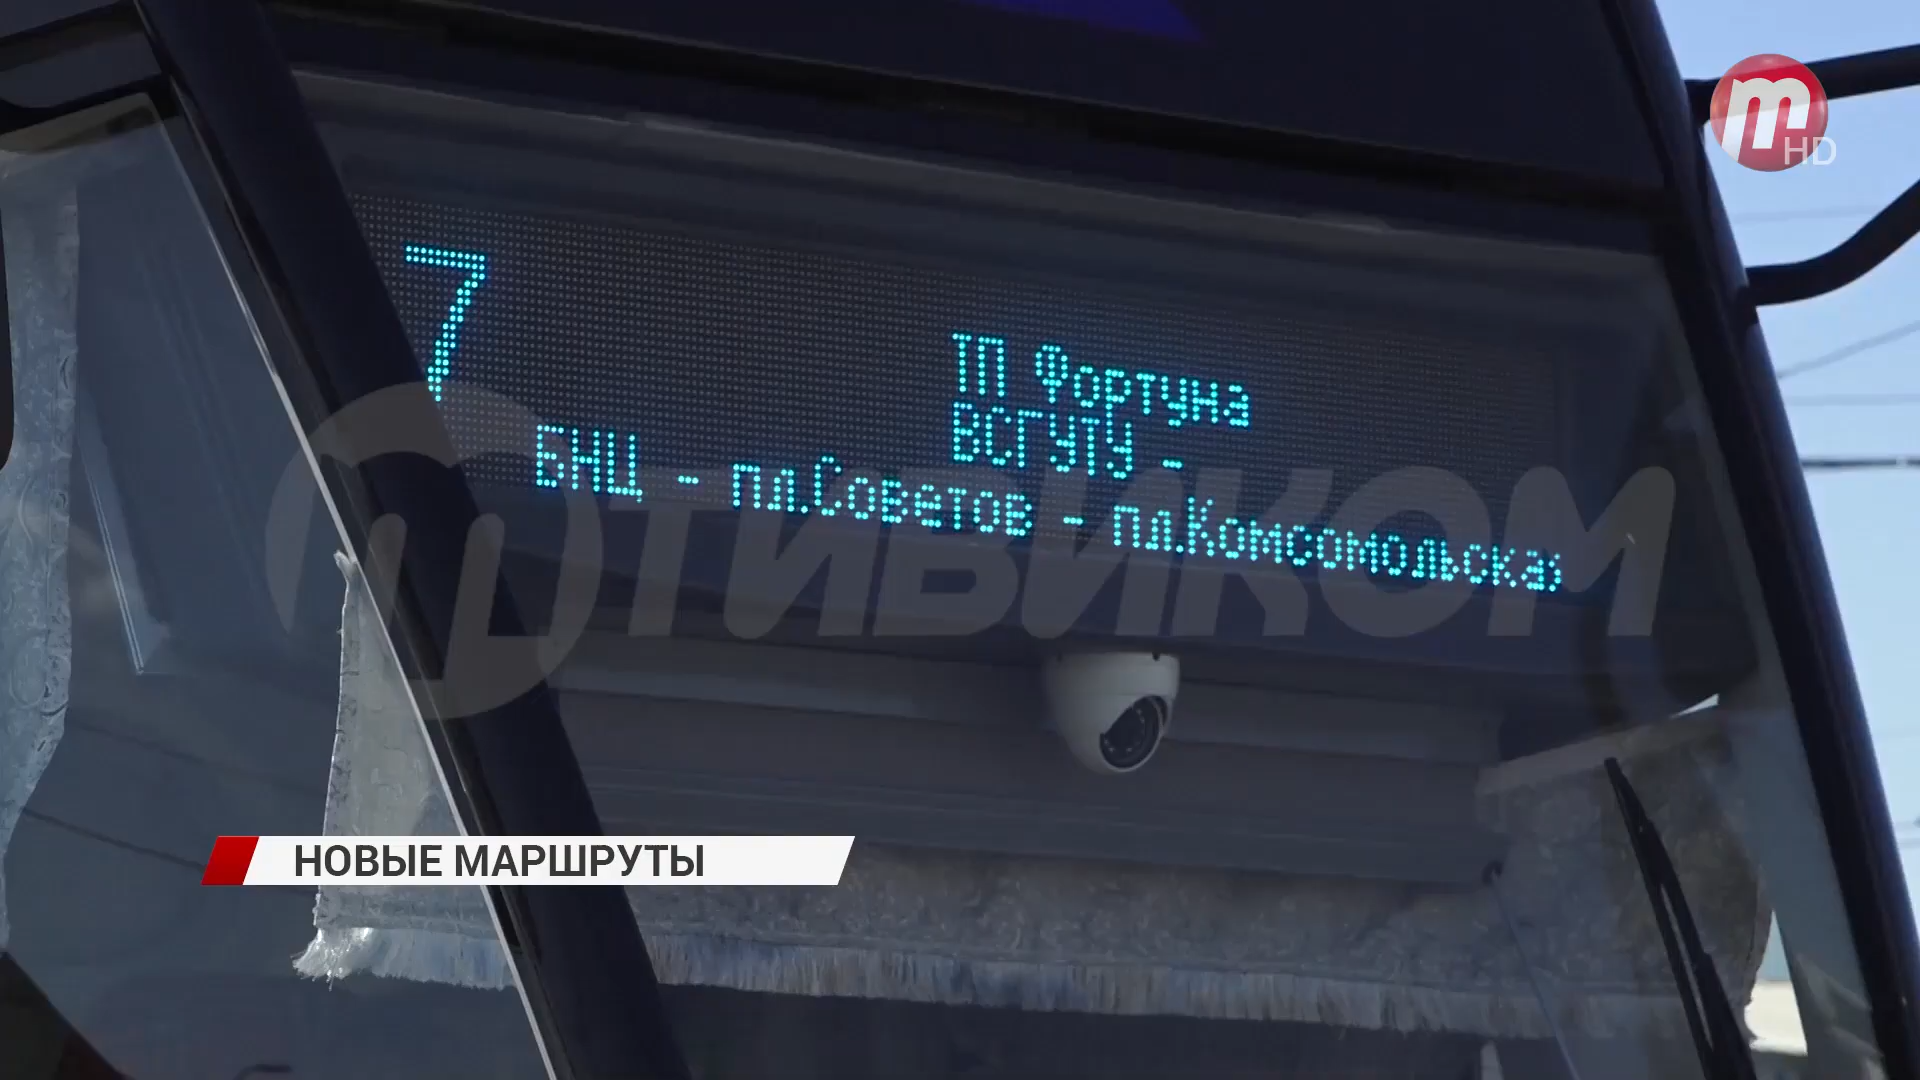 HD
7
ТП Фортуна
ВСГУТУ -
БНЦ - пл.Советов - пл.Комсомольская
ТИВИКОМ
НОВЫЕ МАРШРУТЫ